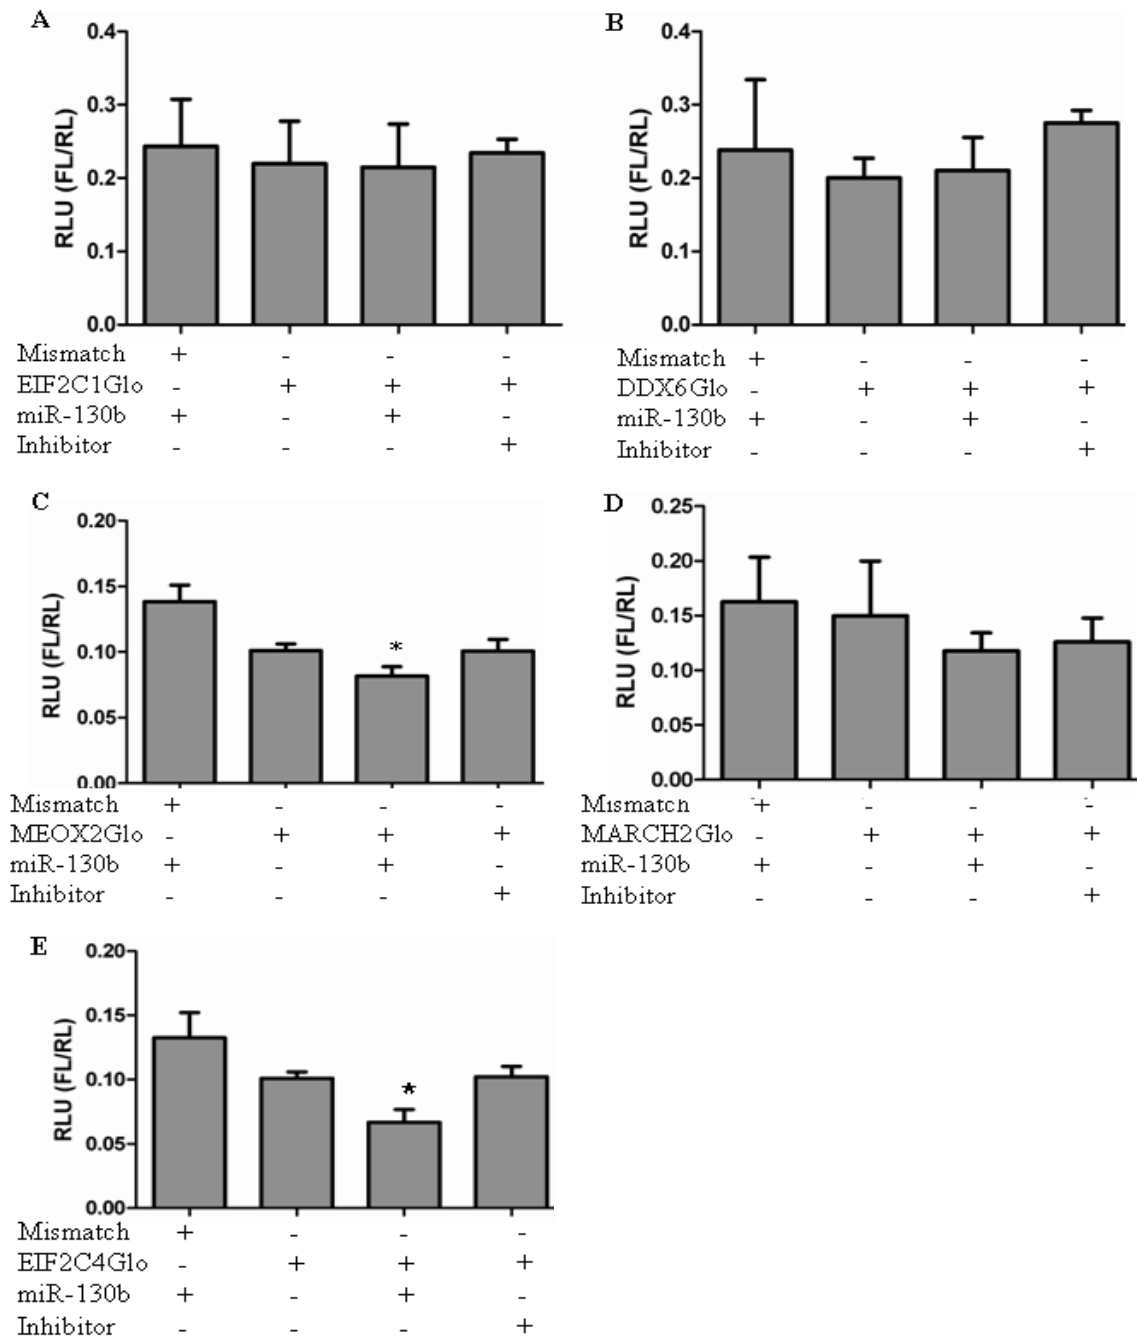 A
RLU (FL/RL)
0.4
0.3
0.2
0.1
0.0
Mismatch + - - -
EIF2C1Glo - + + +
miR-130b + - + -
Inhibitor - - - +
B
RLU (FL/RL)
0.4
0.3
0.2
0.1
0.0
Mismatch + - - -
DDX6Glo - + + +
miR-130b + - + -
Inhibitor - - - +
C
RLU (FL/RL)
0.20
0.15
0.10
0.05
0.00
*
Mismatch + - - -
MEOX2Glo - + + +
miR-130b + - + -
Inhibitor - - - +
D
RLU (FL/RL)
0.25
0.20
0.15
0.10
0.05
0.00
Mismatch + - - -
MARCH2Glo - + + +
miR-130b + - + -
Inhibitor - - - +
E
RLU (FL/RL)
0.20
0.15
0.10
0.05
0.00
*
Mismatch + - - -
EIF2C4Glo - + + +
miR-130b + - + -
Inhibitor - - - +